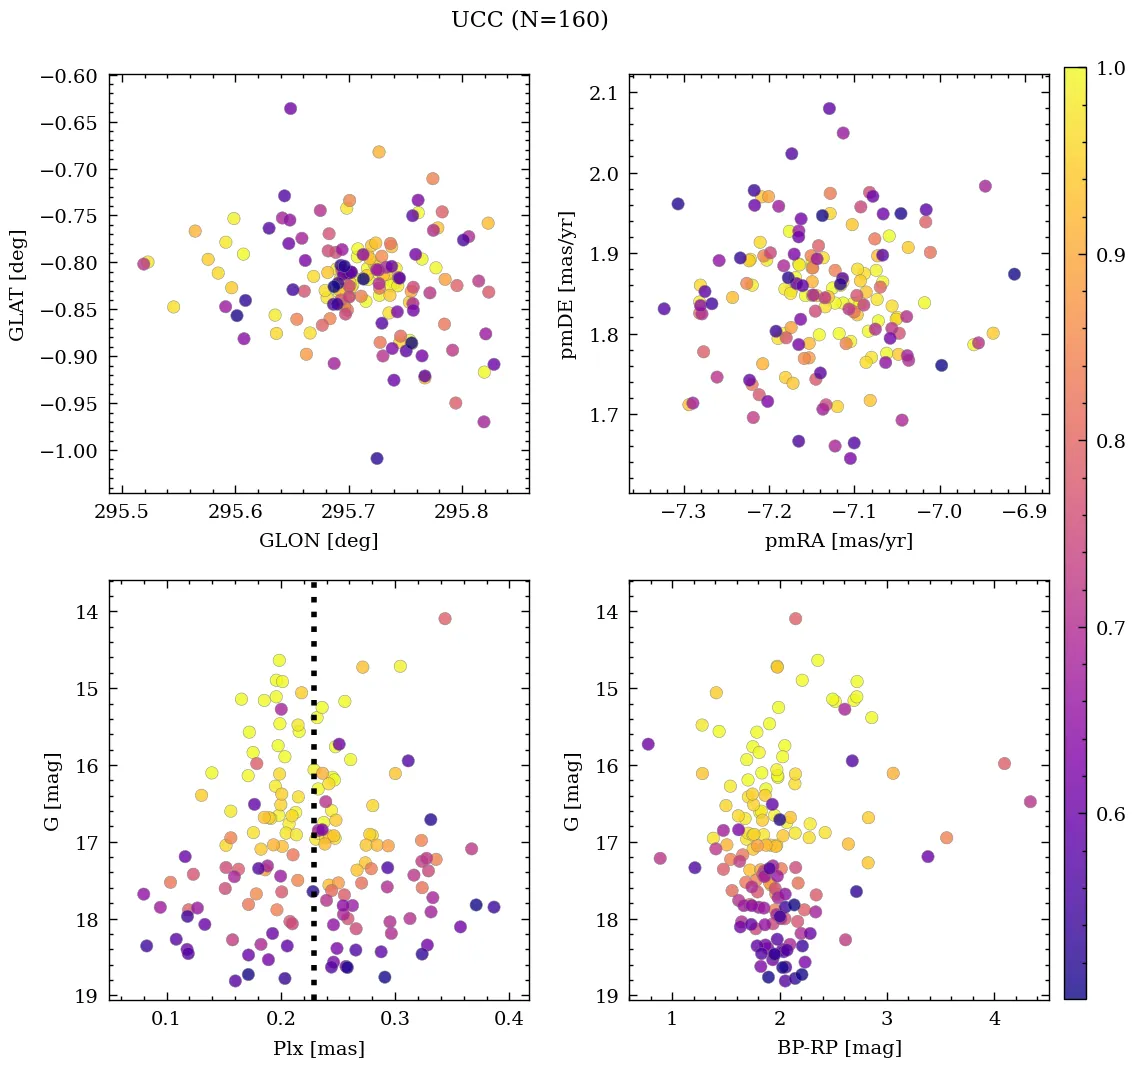 UCC (N=160)
−0.60
−0.65
−0.70
−0.75
−0.80
−0.85
−0.90
−0.95
−1.00
GLAT [deg]
295.5 295.6 295.7 295.8
GLON [deg]
2.1
2.0
1.9
1.8
1.7
pmDE [mas/yr]
−7.3 −7.2 −7.1 −7.0 −6.9
pmRA [mas/yr]
1.0
0.9
0.8
0.7
0.6
14
15
16
17
18
19
G [mag]
0.1 0.2 0.3 0.4
Plx [mas]
14
15
16
17
18
19
G [mag]
1 2 3 4
BP-RP [mag]